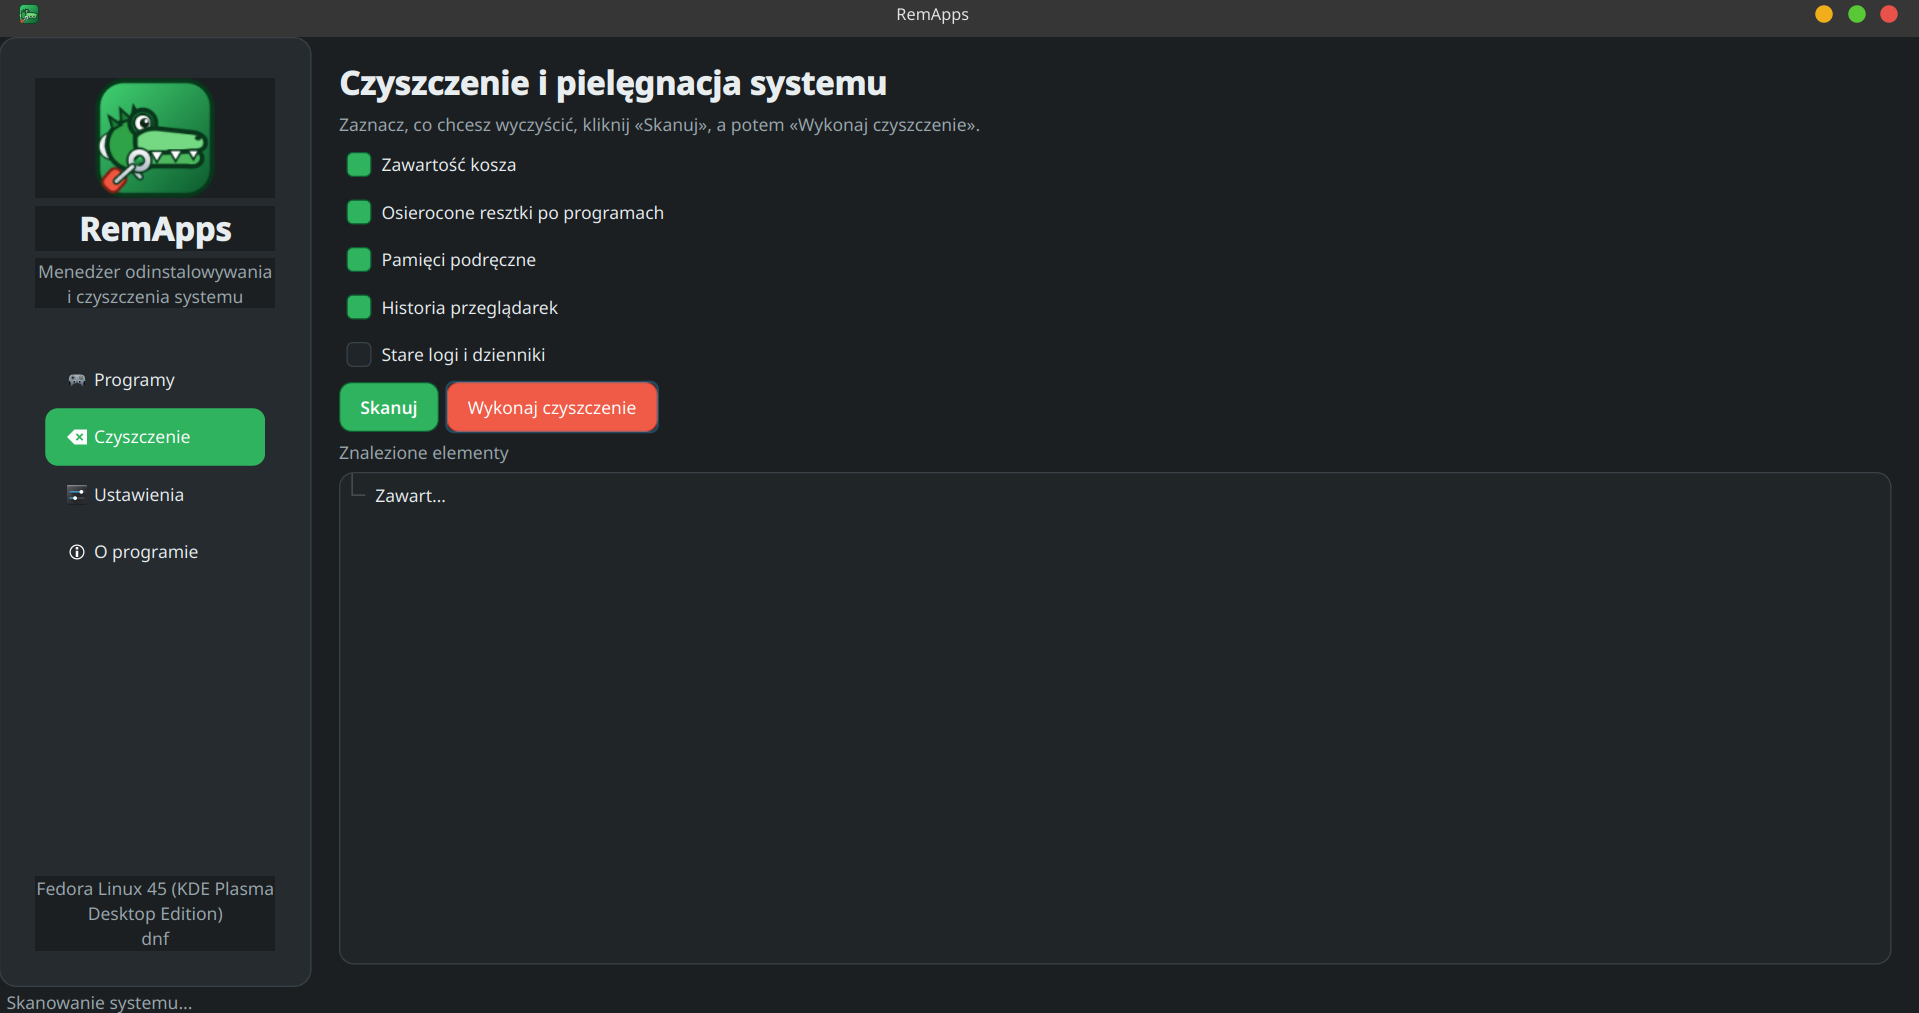 RemApps
RemApps
Menedżer odinstalowywania
i czyszczenia systemu
Programy
Czyszczenie
Ustawienia
O programie
Fedora Linux 45 (KDE Plasma
Desktop Edition)
dnf
Czyszczenie i pielęgnacja systemu
Zaznacz, co chcesz wyczyścić, kliknij «Skanuj», a potem «Wykonaj czyszczenie».
Zawartość kosza
Osierocone resztki po programach
Pamięci podręczne
Historia przeglądarek
Stare logi i dzienniki
Skanuj Wykonaj czyszczenie
Znalezione elementy
Zawart...
Skanowanie systemu...